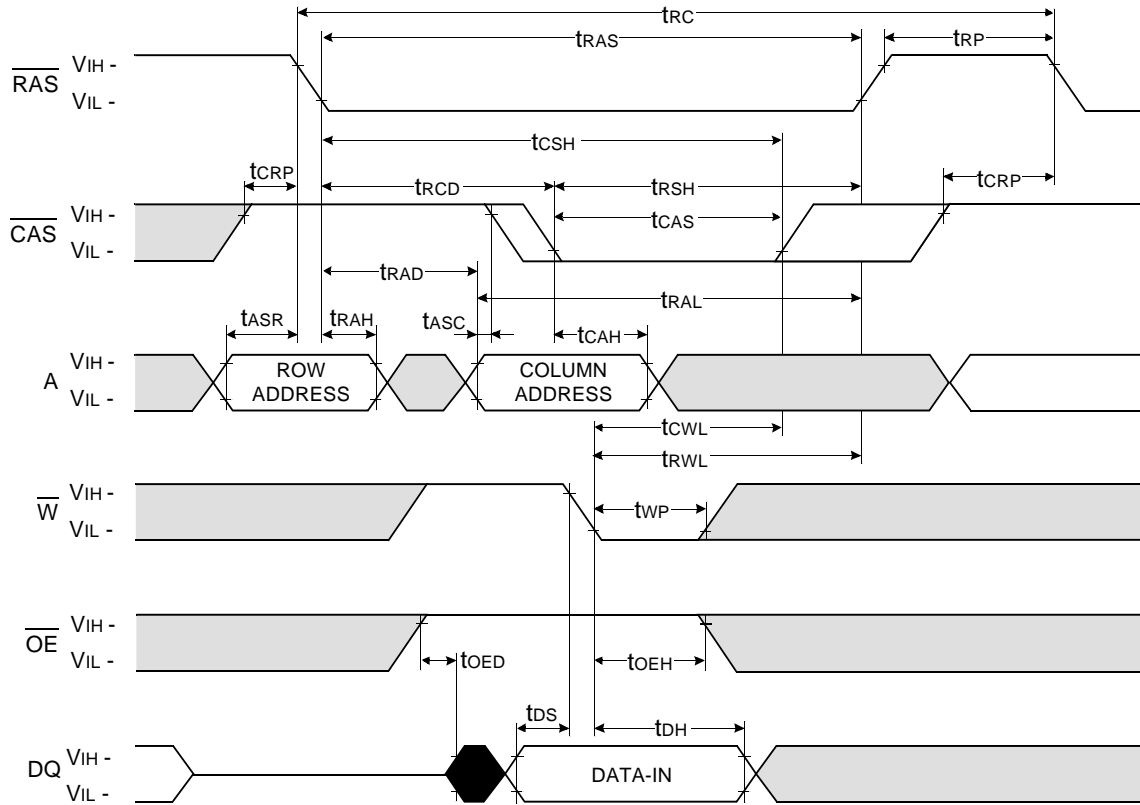 tRC
tRAS
tRP
RAS
VIH -
VIL -
tCSH
tCRP
tRCD
tRSH
tCRP
CAS
VIH -
VIL -
tCAS
tRAD
tRAL
tASR
tRAH
tASC
tCAH
A
VIH -
VIL -
ROW
ADDRESS
COLUMN
ADDRESS
tCWL
tRWL
W
VIH -
VIL -
tWP
OE
VIH -
VIL -
tOED
tOEH
tDS
tDH
DQ
VIH -
VIL -
DATA-IN